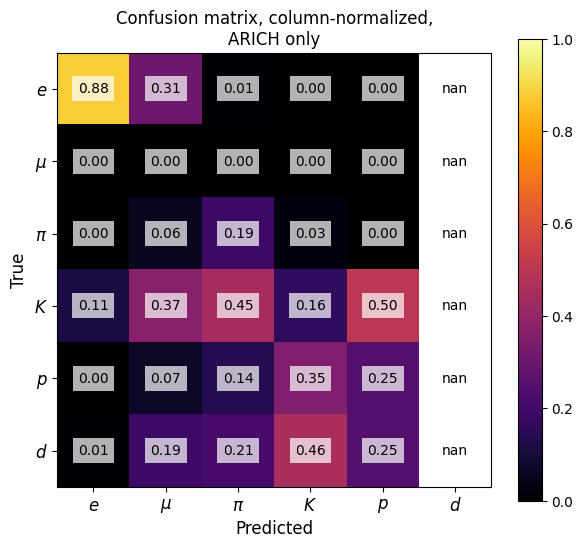 Confusion matrix, column-normalized,
ARICH only
e 0.88 0.31 0.01 0.00 0.00 nan
μ 0.00 0.00 0.00 0.00 0.00 nan
π 0.00 0.06 0.19 0.03 0.00 nan
K 0.11 0.37 0.45 0.16 0.50 nan
p 0.00 0.07 0.14 0.35 0.25 nan
d 0.01 0.19 0.21 0.46 0.25 nan
e μ π K p d
Predicted
True
1.0
0.8
0.6
0.4
0.2
0.0